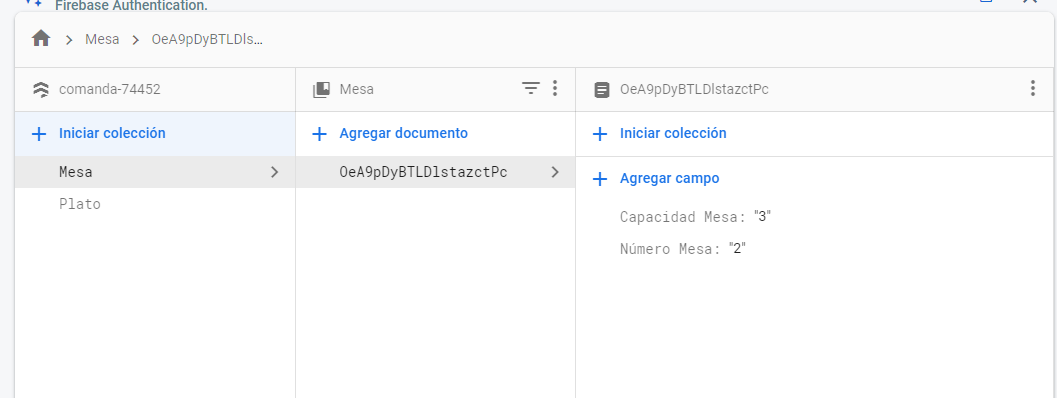 Firebase Authentication.
Mesa
OeA9pDyBTLDls...
comanda-74452
Mesa
OeA9pDyBTLDlstazctPc
Iniciar colección
Agregar documento
Iniciar colección
Mesa
OeA9pDyBTLDlstazctPc
Agregar campo
Plato
Capacidad Mesa: "3"
Número Mesa: "2"